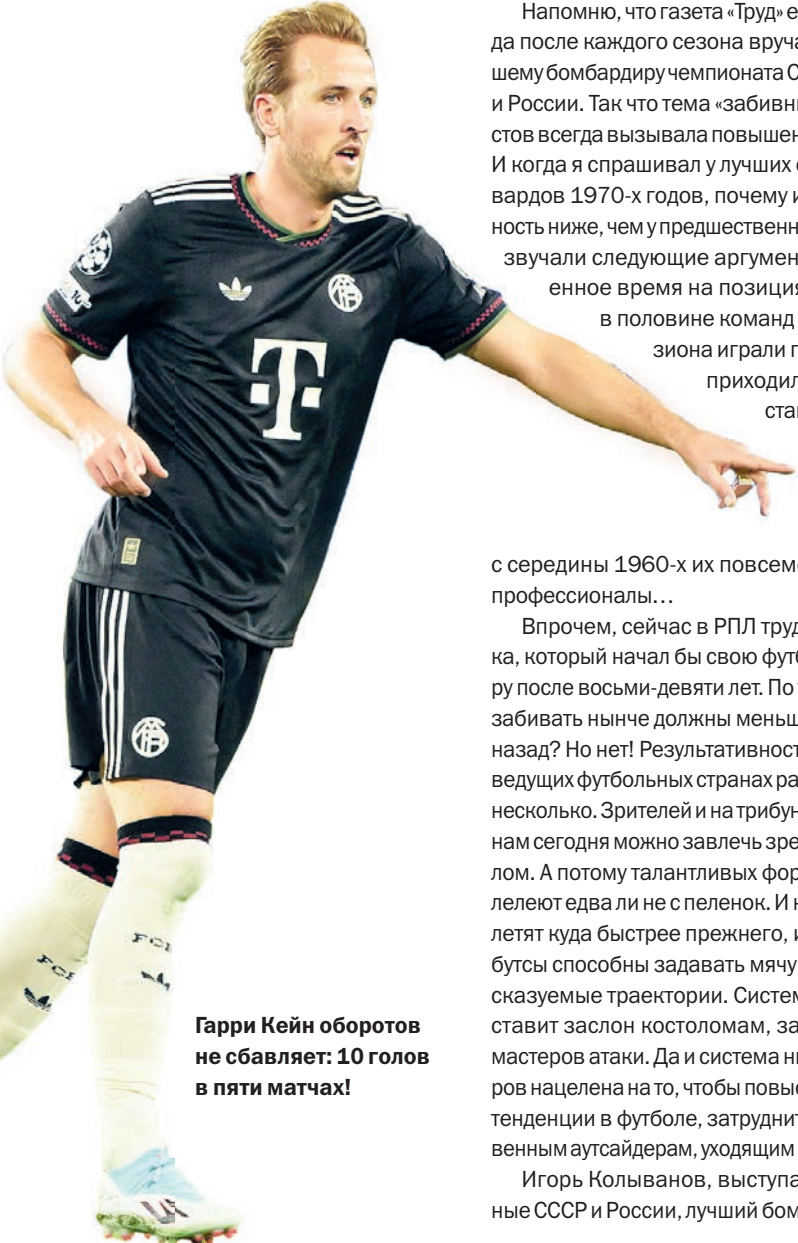 Напомню, что газета «Труд» е
да после каждого сезона вруча
шему бомбардиру чемпионата С
и России. Так что тема «забивн
стов всегда вызывала повышен
И когда я спрашивал у лучших
вардов 1970-х годов, почему и
ность ниже, чем у предшественн
звучали следующие аргумен
енное время на позиция
в половине команд
зиона играли п
приходил
ста
с середины 1960-х их повсем
профессионалы…
Впрочем, сейчас в РПЛ труд
ка, который начал бы свою футб
ру после восьми-девяти лет. По
забивать нынче должны меньш
назад? Но нет! Результативност
ведущих футбольных странах ра
несколько. Зрителей и на трибун
нам сегодня можно завлечь зре
лом. А потому талантливых фор
лелеют едва ли не с пеленок. И
летят куда быстрее прежнего, и
бутсы способны задавать мячу
сказуемые траектории. Систем
ставит заслон костоломам, за
мастеров атаки. Да и система ны
ров нацелена на то, чтобы повы
тенденции в футболе, затруднит
венным аутсайдерам, уходящим
Игорь Колыванов, выступа
ные СССР и России, лучший бом
T
Гарри Кейн оборотов
не сбавляет: 10 голов
в пяти матчах!